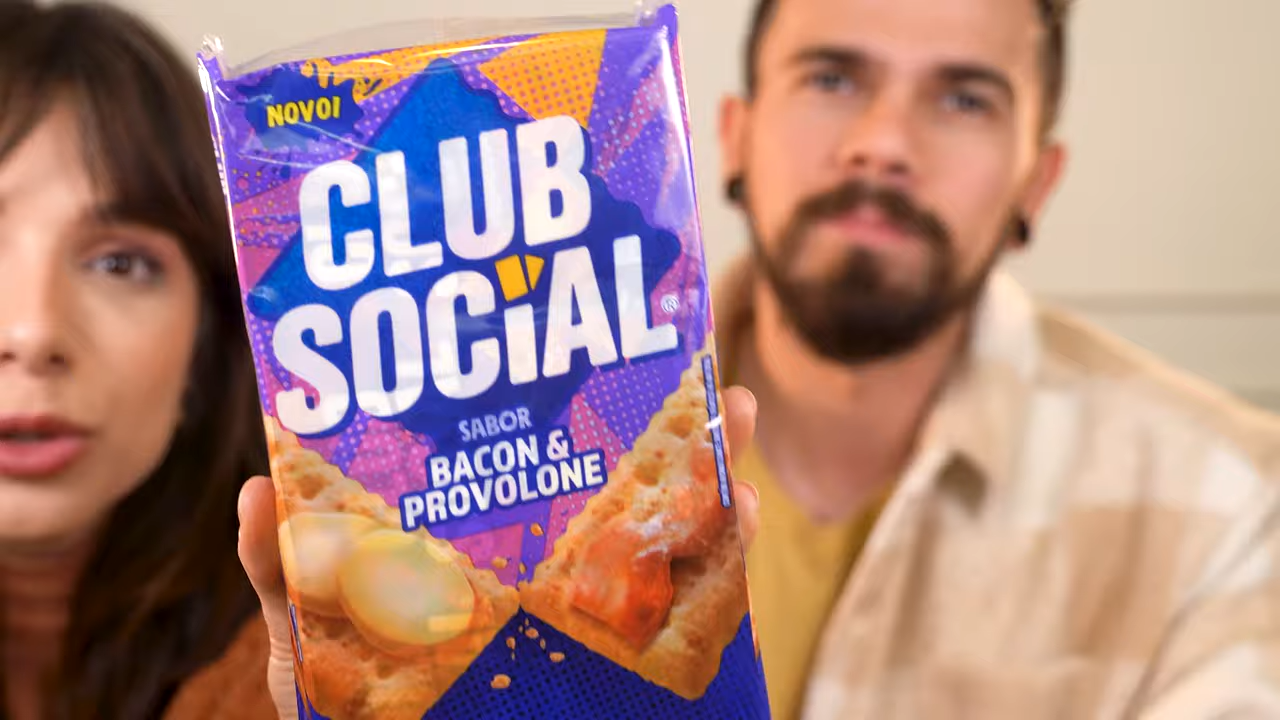 NOVO!
CLUB
SOCIAL®
SABOR
BACON &
PROVOLONE